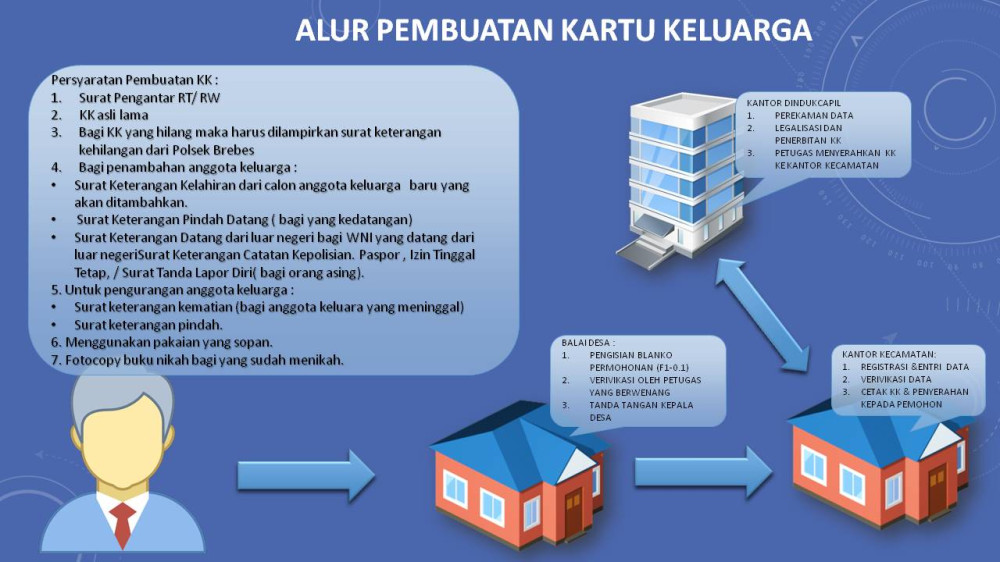 ALUR PEMBUATAN KARTU KELUARGA
Persyaratan Pembuatan KK :
1. Surat Pengantar RT/ RW
2. KK asli lama
3. Bagi KK yang hilang maka harus dilampirkan surat keterangan
kehilangan dari Polsek Brebes
4. Bagi penambahan anggota keluarga :
• Surat Keterangan Kelahiran dari calon anggota keluarga baru yang
akan ditambahkan.
• Surat Keterangan Pindah Datang ( bagi yang kedatangan)
• Surat Keterangan Datang dari luar negeri bagi WNI yang datang dari
luar negeriSurat Keterangan Catatan Kepolisian. Paspor , Izin Tinggal
Tetap, / Surat Tanda Lapor Diri( bagi orang asing).
5. Untuk pengurangan anggota keluarga :
• Surat keterangan kematian (bagi anggota keluara yang meninggal)
• Surat keterangan pindah.
6. Menggunakan pakaian yang sopan.
7. Fotocopy buku nikah bagi yang sudah menikah.
KANTOR DINDUKCAPIL
1. PEREKAMAN DATA
2. LEGALISASI DAN
PENERBITAN KK
3. PETUGAS MENYERAHKAN KK
KE KANTOR KECAMATAN
BALAI DESA :
1. PENGISIAN BLANKO
PERMOHONAN (F1-0.1)
2. VERIVIKASI OLEH PETUGAS
YANG BERWENANG
3. TANDA TANGAN KEPALA
DESA
KANTOR KECAMATAN:
1. REGISTRASI &ENTRI DATA
2. VERIVIKASI DATA
3. CETAK KK & PENYERAHAN
KEPADA PEMOHON